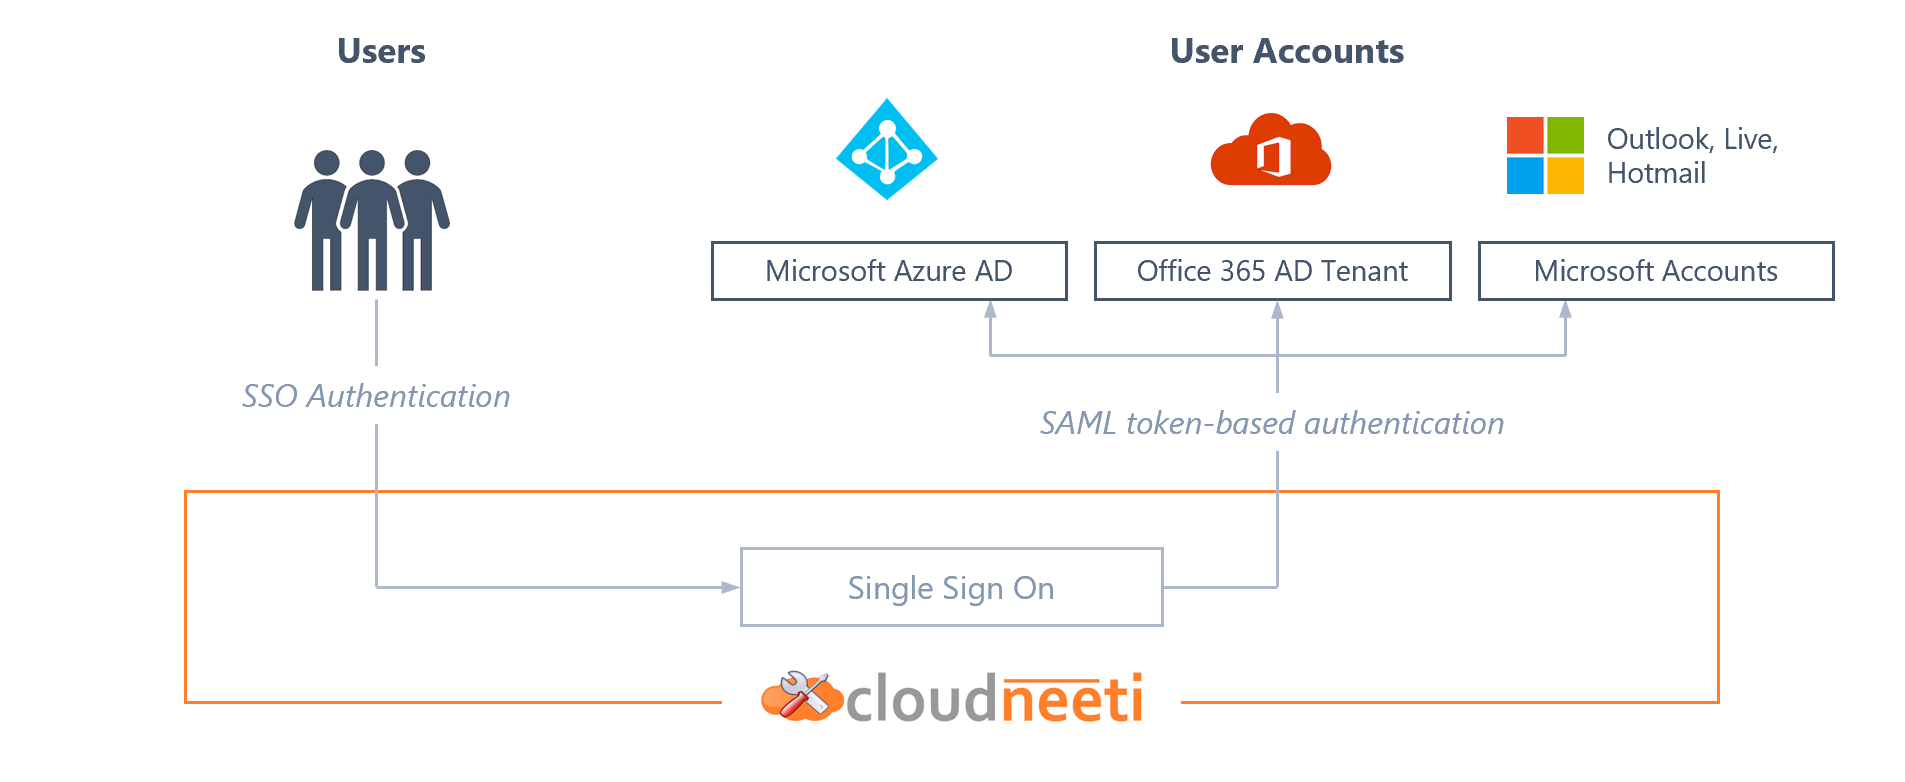 Users
User Accounts
Outlook, Live,
Hotmail
Microsoft Azure AD
Office 365 AD Tenant
Microsoft Accounts
SSO Authentication
SAML token-based authentication
Single Sign On
cloudneeti